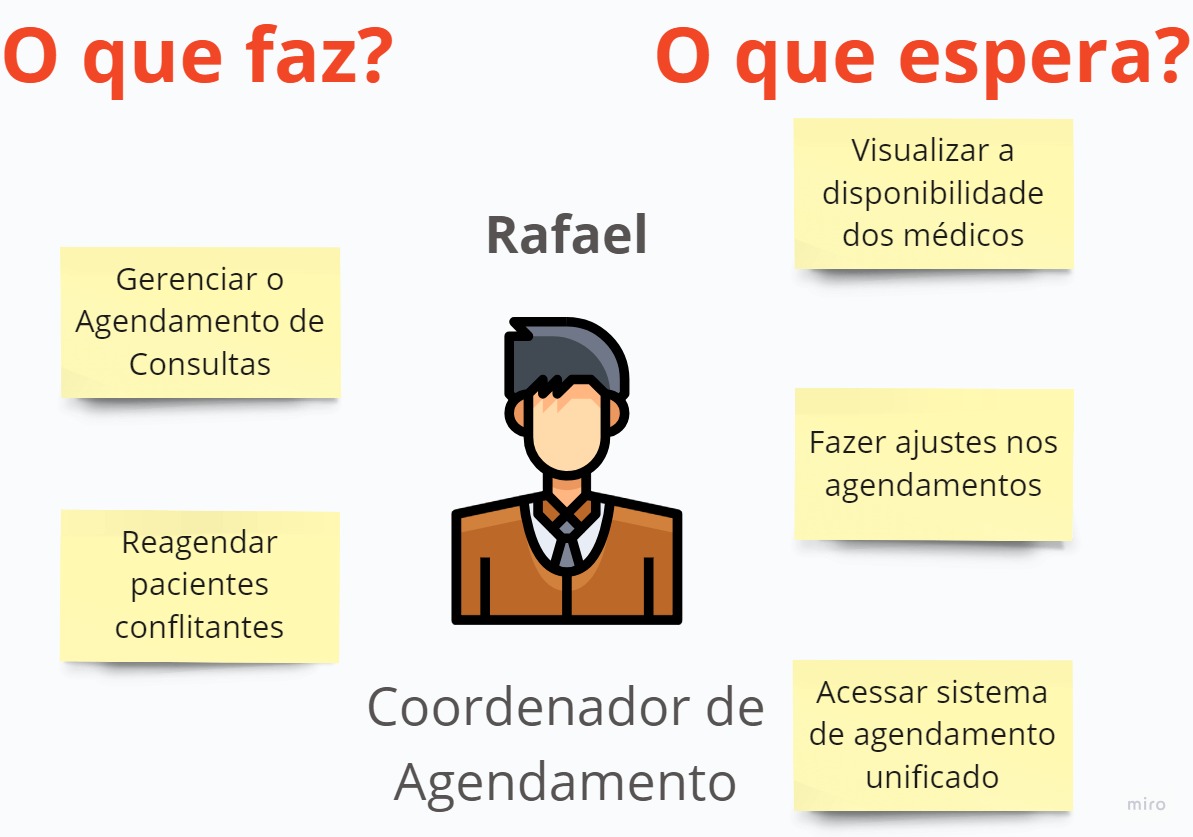 O que faz?
O que espera?
Rafael
Gerenciar o
Agendamento de
Consultas
Reagendar
pacientes
conflitantes
Coordenador de
Agendamento
Visualizar a
disponibilidade
dos médicos
Fazer ajustes nos
agendamentos
Acessar sistema
de agendamento
unificado
miro